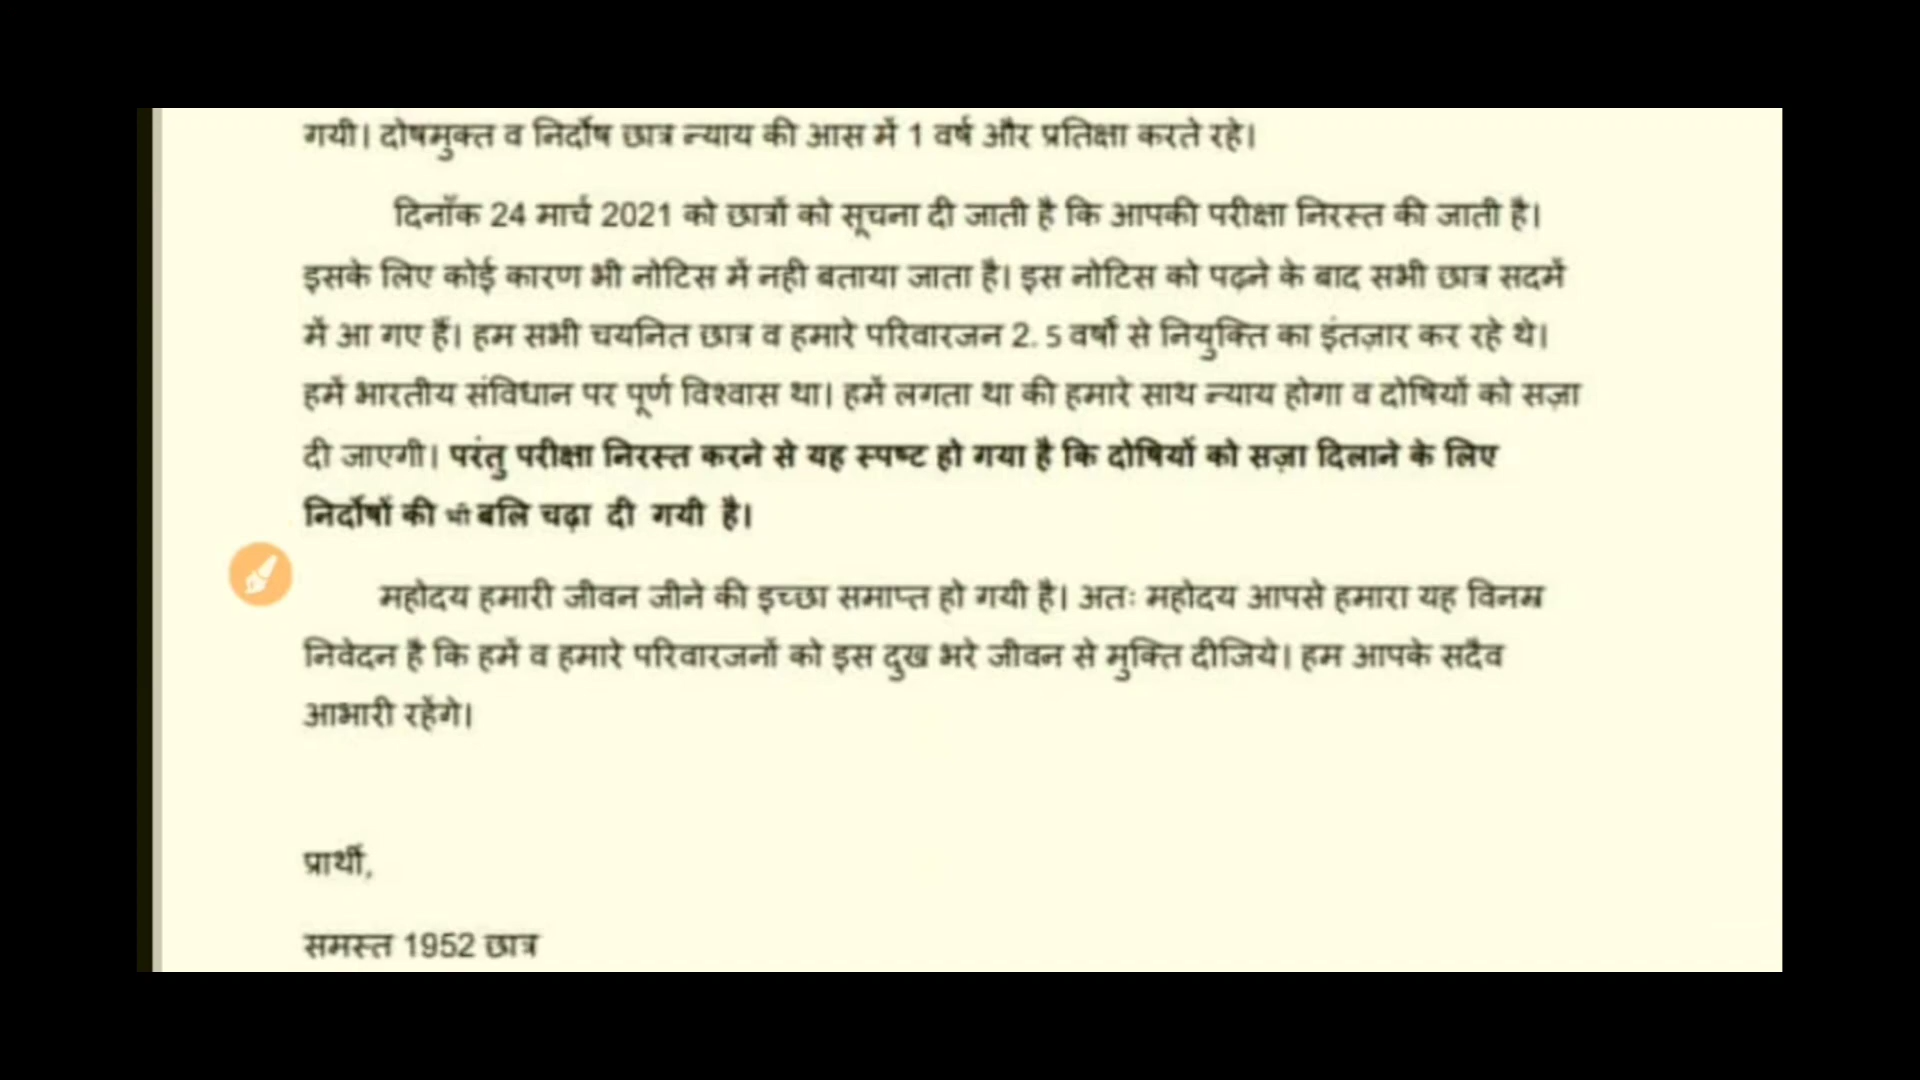 गयी। दोषमुक्त व निर्दोष छात्र न्याय की आस में 1 वर्ष और प्रतिक्षा करते रहे।
दिनाँक 24 मार्च 2021 को छात्रों को सूचना दी जाती है कि आपकी परीक्षा निरस्त की जाती है।
इसके लिए कोई कारण भी नोटिस में नही बताया जाता है। इस नोटिस को पढ़ने के बाद सभी छात्र सदमें
में आ गए हैं। हम सभी चयनित छात्र व हमारे परिवारजन 2.5 वर्षों से नियुक्ति का इंतज़ार कर रहे थे।
हमें भारतीय संविधान पर पूर्ण विश्वास था। हमें लगता था की हमारे साथ न्याय होगा व दोषियों को सज़ा
दी जाएगी। परंतु परीक्षा निरस्त करने से यह स्पष्ट हो गया है कि दोषियों को सज़ा दिलाने के लिए
निर्दोषों की भी बलि चढ़ा दी गयी है।
महोदय हमारी जीवन जीने की इच्छा समाप्त हो गयी है। अतः महोदय आपसे हमारा यह विनम्र
निवेदन है कि हमें व हमारे परिवारजनों को इस दुख भरे जीवन से मुक्ति दीजिये। हम आपके सदैव
आभारी रहेंगे।
प्रार्थी,
समस्त 1952 छात्र